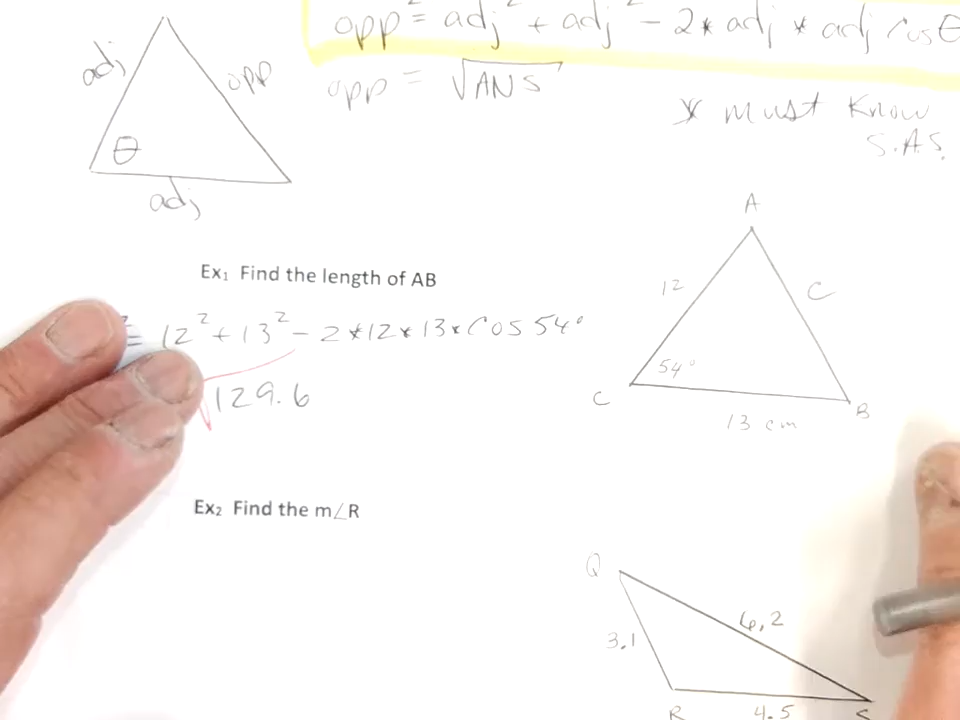 opp² = adj² + adj² - 2* adj * adj Cos θ
opp = √ANS
* must know
S.A.S.
adj
opp
θ
adj
A
12
C
54°
C
13 cm
B
Ex₁ Find the length of AB
= 12² + 13² - 2*12*13*Cos 54°
√129.6
Ex₂ Find the m∠R
Q
6.2
3.1
R
4.5
S